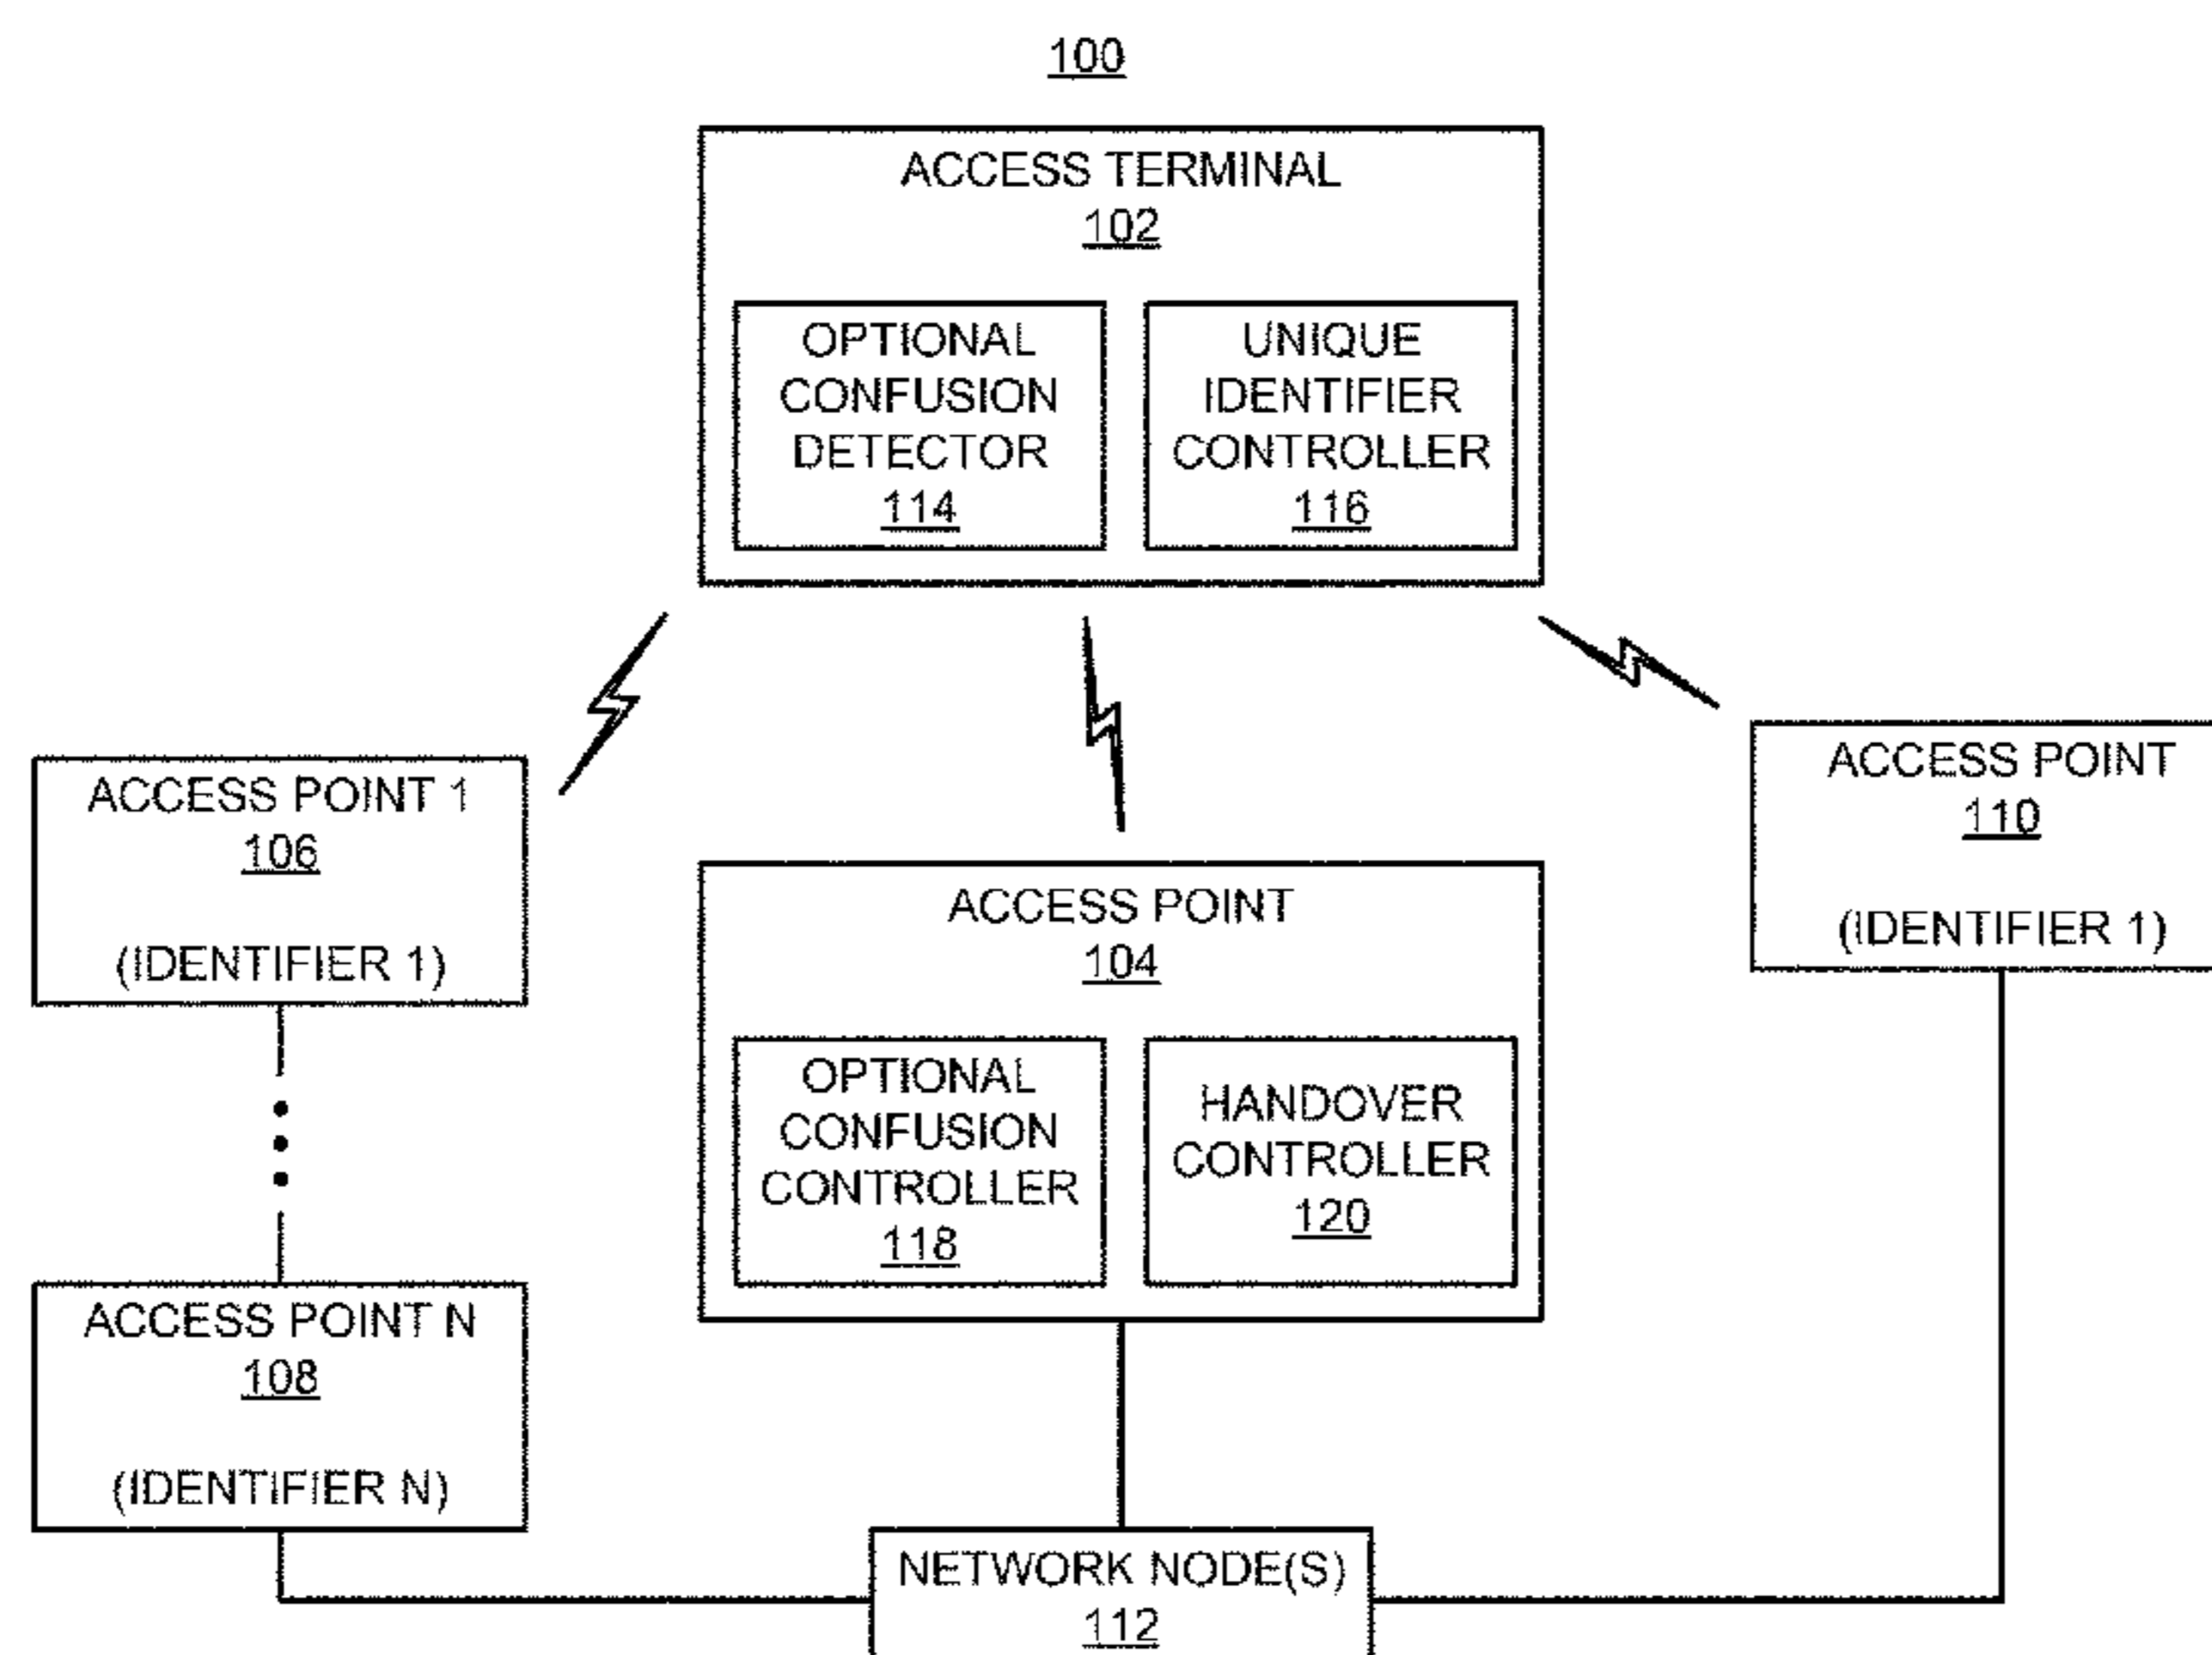 100
ACCESS TERMINAL
102
OPTIONAL
CONFUSION
DETECTOR
114
UNIQUE
IDENTIFIER
CONTROLLER
116
ACCESS POINT 1
106
(IDENTIFIER 1)
ACCESS POINT
104
OPTIONAL
CONFUSION
CONTROLLER
118
HANDOVER
CONTROLLER
120
ACCESS POINT
110
(IDENTIFIER 1)
ACCESS POINT N
108
(IDENTIFIER N)
NETWORK NODE(S)
112